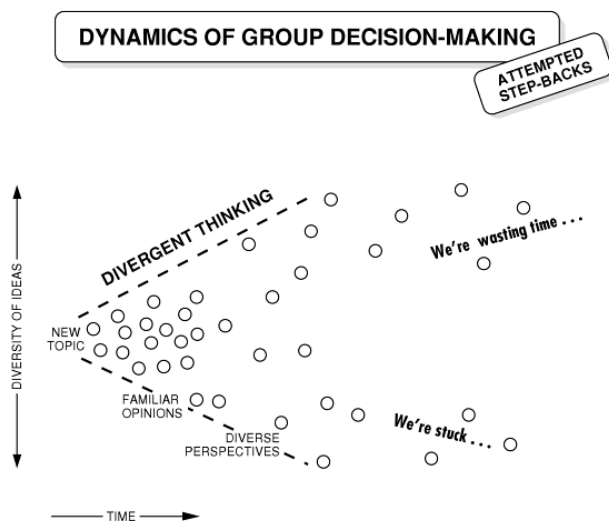 DYNAMICS OF GROUP DECISION-MAKING
ATTEMPTED
STEP-BACKS
DIVERGENT THINKING
We're wasting time . . .
DIVERSITY OF IDEAS
NEW
TOPIC
FAMILIAR
OPINIONS
DIVERSE
PERSPECTIVES
We're stuck . . .
TIME